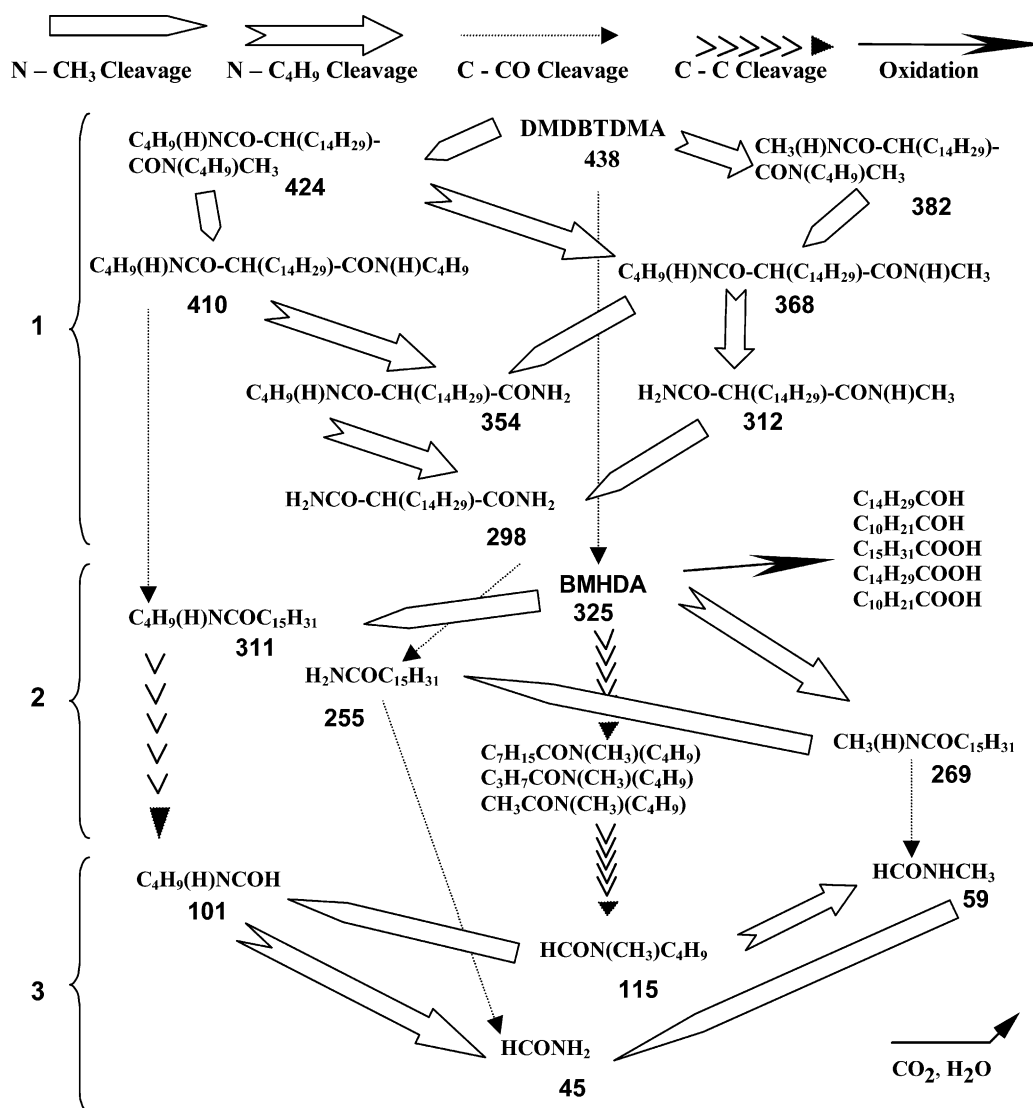 N – CH₃ Cleavage N – C₄H₉ Cleavage C - CO Cleavage C - C Cleavage Oxidation
C₄H₉(H)NCO-CH(C₁₄H₂₉)-
CON(C₄H₉)CH₃
424
DMDBTDMA
438
CH₃(H)NCO-CH(C₁₄H₂₉)-
CON(C₄H₉)CH₃
382
C₄H₉(H)NCO-CH(C₁₄H₂₉)-CON(H)C₄H₉
410
C₄H₉(H)NCO-CH(C₁₄H₂₉)-CON(H)CH₃
368
1
C₄H₉(H)NCO-CH(C₁₄H₂₉)-CONH₂
354
H₂NCO-CH(C₁₄H₂₉)-CON(H)CH₃
312
H₂NCO-CH(C₁₄H₂₉)-CONH₂
298
C₁₄H₂₉COH
C₁₀H₂₁COH
C₁₅H₃₁COOH
C₁₄H₂₉COOH
C₁₀H₂₁COOH
BMHDA
325
C₄H₉(H)NCOC₁₅H₃₁
311
H₂NCOC₁₅H₃₁
255
2
CH₃(H)NCOC₁₅H₃₁
269
C₇H₁₅CON(CH₃)(C₄H₉)
C₃H₇CON(CH₃)(C₄H₉)
CH₃CON(CH₃)(C₄H₉)
C₄H₉(H)NCOH
101
HCONHCH₃
59
HCON(CH₃)C₄H₉
115
3
HCONH₂
45
CO₂, H₂O